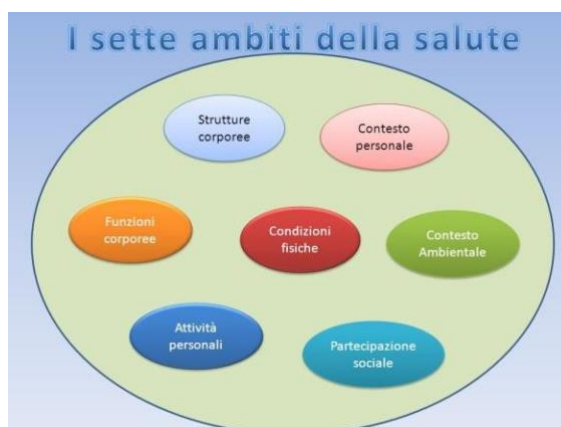 I sette ambiti della salute
Strutture
corporee
Contesto
personale
Funzioni
corporee
Condizioni
fisiche
Contesto
Ambientale
Attività
personali
Partecipazione
sociale